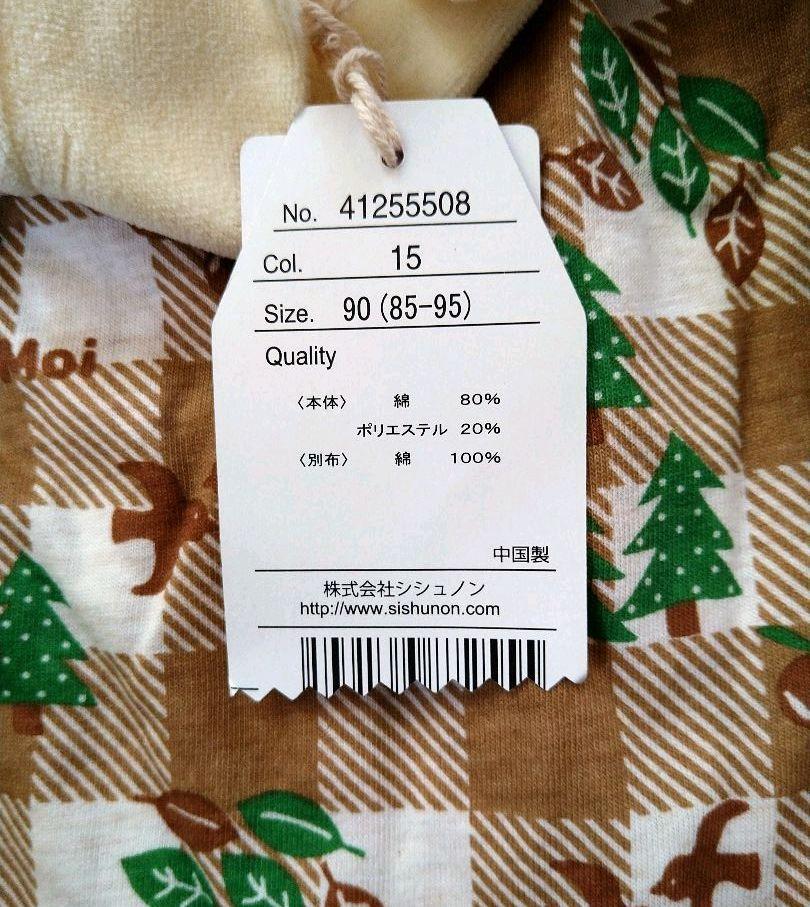 No. 41255508
Col. 15
Size. 90 (85-95)
Quality
〈本体〉 綿 80%
ポリエステル 20%
〈別布〉 綿 100%
中国製
株式会社シシュノン
http://www.sishunon.com
Moi